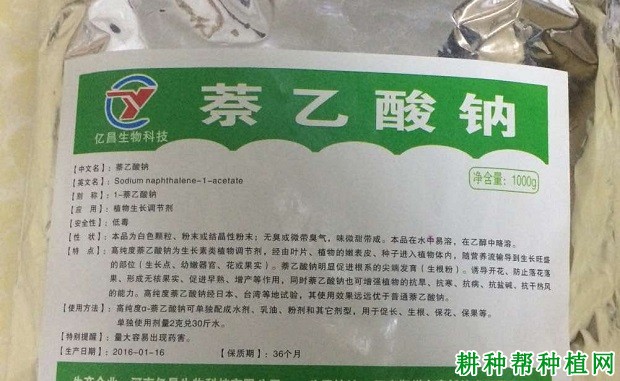 萘乙酸钠
亿昌生物科技
净含量：1000g
【中文名】：萘乙酸钠
【英文名】：Sodium naphthalene-1-acetate
【别 称】：1-萘乙酸钠
【应 用】：植物生长调节剂
【安全性】：低毒
【性 状】：本品为白色颗粒、粉末或结晶性粉末；无臭或微带臭气，味微甜带咸。本品在水中易溶，在乙醇中略溶。
【特 点】：高纯度萘乙酸钠为生长素类植物调节剂，经由叶片、植物的嫩表皮、种子进入植物体内，随营养流输导到生长旺盛
的部位（生长点、幼嫩器官、花或果实）。萘乙酸钠明显促进根系的尖端发育（生根粉）。诱导开花、防止落花落
果、形成无核果实、促进早熟、增产等作用，同时萘乙酸钠也可增强植物的抗旱、抗寒、抗病、抗盐碱、抗干热风
的能力。高纯度萘乙酸钠经日本、台湾等地试验，其使用效果远远优于普通萘乙酸钠。
【使用方法】：高纯度α-萘乙酸钠可单独配成水剂、乳油、粉剂和其它剂型，用于促长、生根、保花、保果等。
单独使用剂量2克兑30斤水。
【特别提醒】：量大容易出现药害。
【生产日期】：2016-01-16 【保质期】：36个月
耕种帮种植网